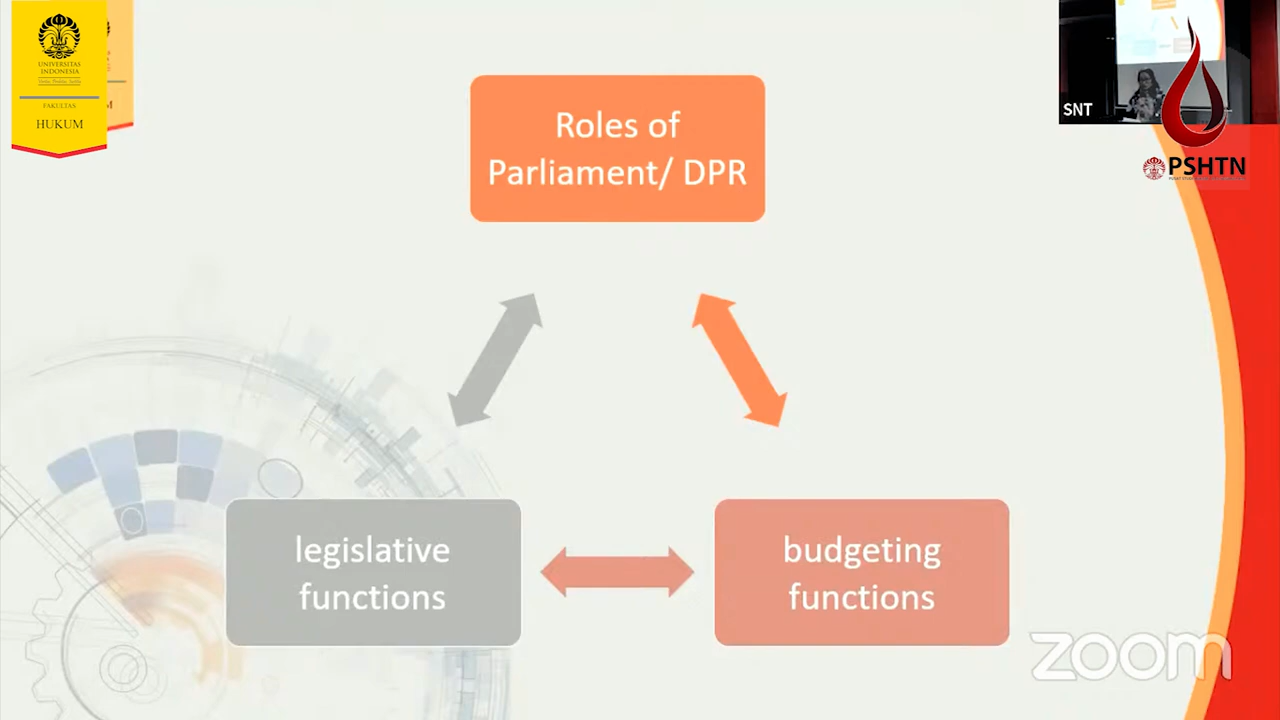 UNIVERSITAS
INDONESIA
FAKULTAS
HUKUM
Roles of
Parliament/ DPR
SNT
PSHTN
legislative
functions
budgeting
functions
zoom